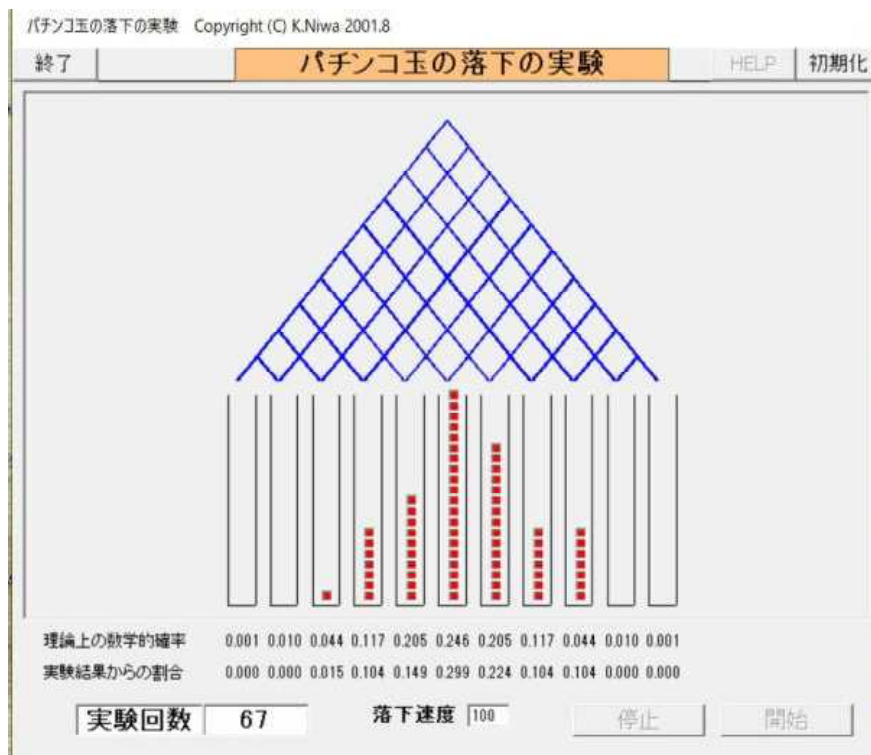 パチンコ玉の落下の実験 Copyright (C) K.Niwa 2001.8
終了 パチンコ玉の落下の実験 HELP 初期化
理論上の数学的確率 0.001 0.010 0.044 0.117 0.205 0.246 0.205 0.117 0.044 0.010 0.001
実験結果からの割合 0.000 0.000 0.015 0.104 0.149 0.299 0.224 0.104 0.104 0.000 0.000
実験回数 67 落下速度 100 停止 開始